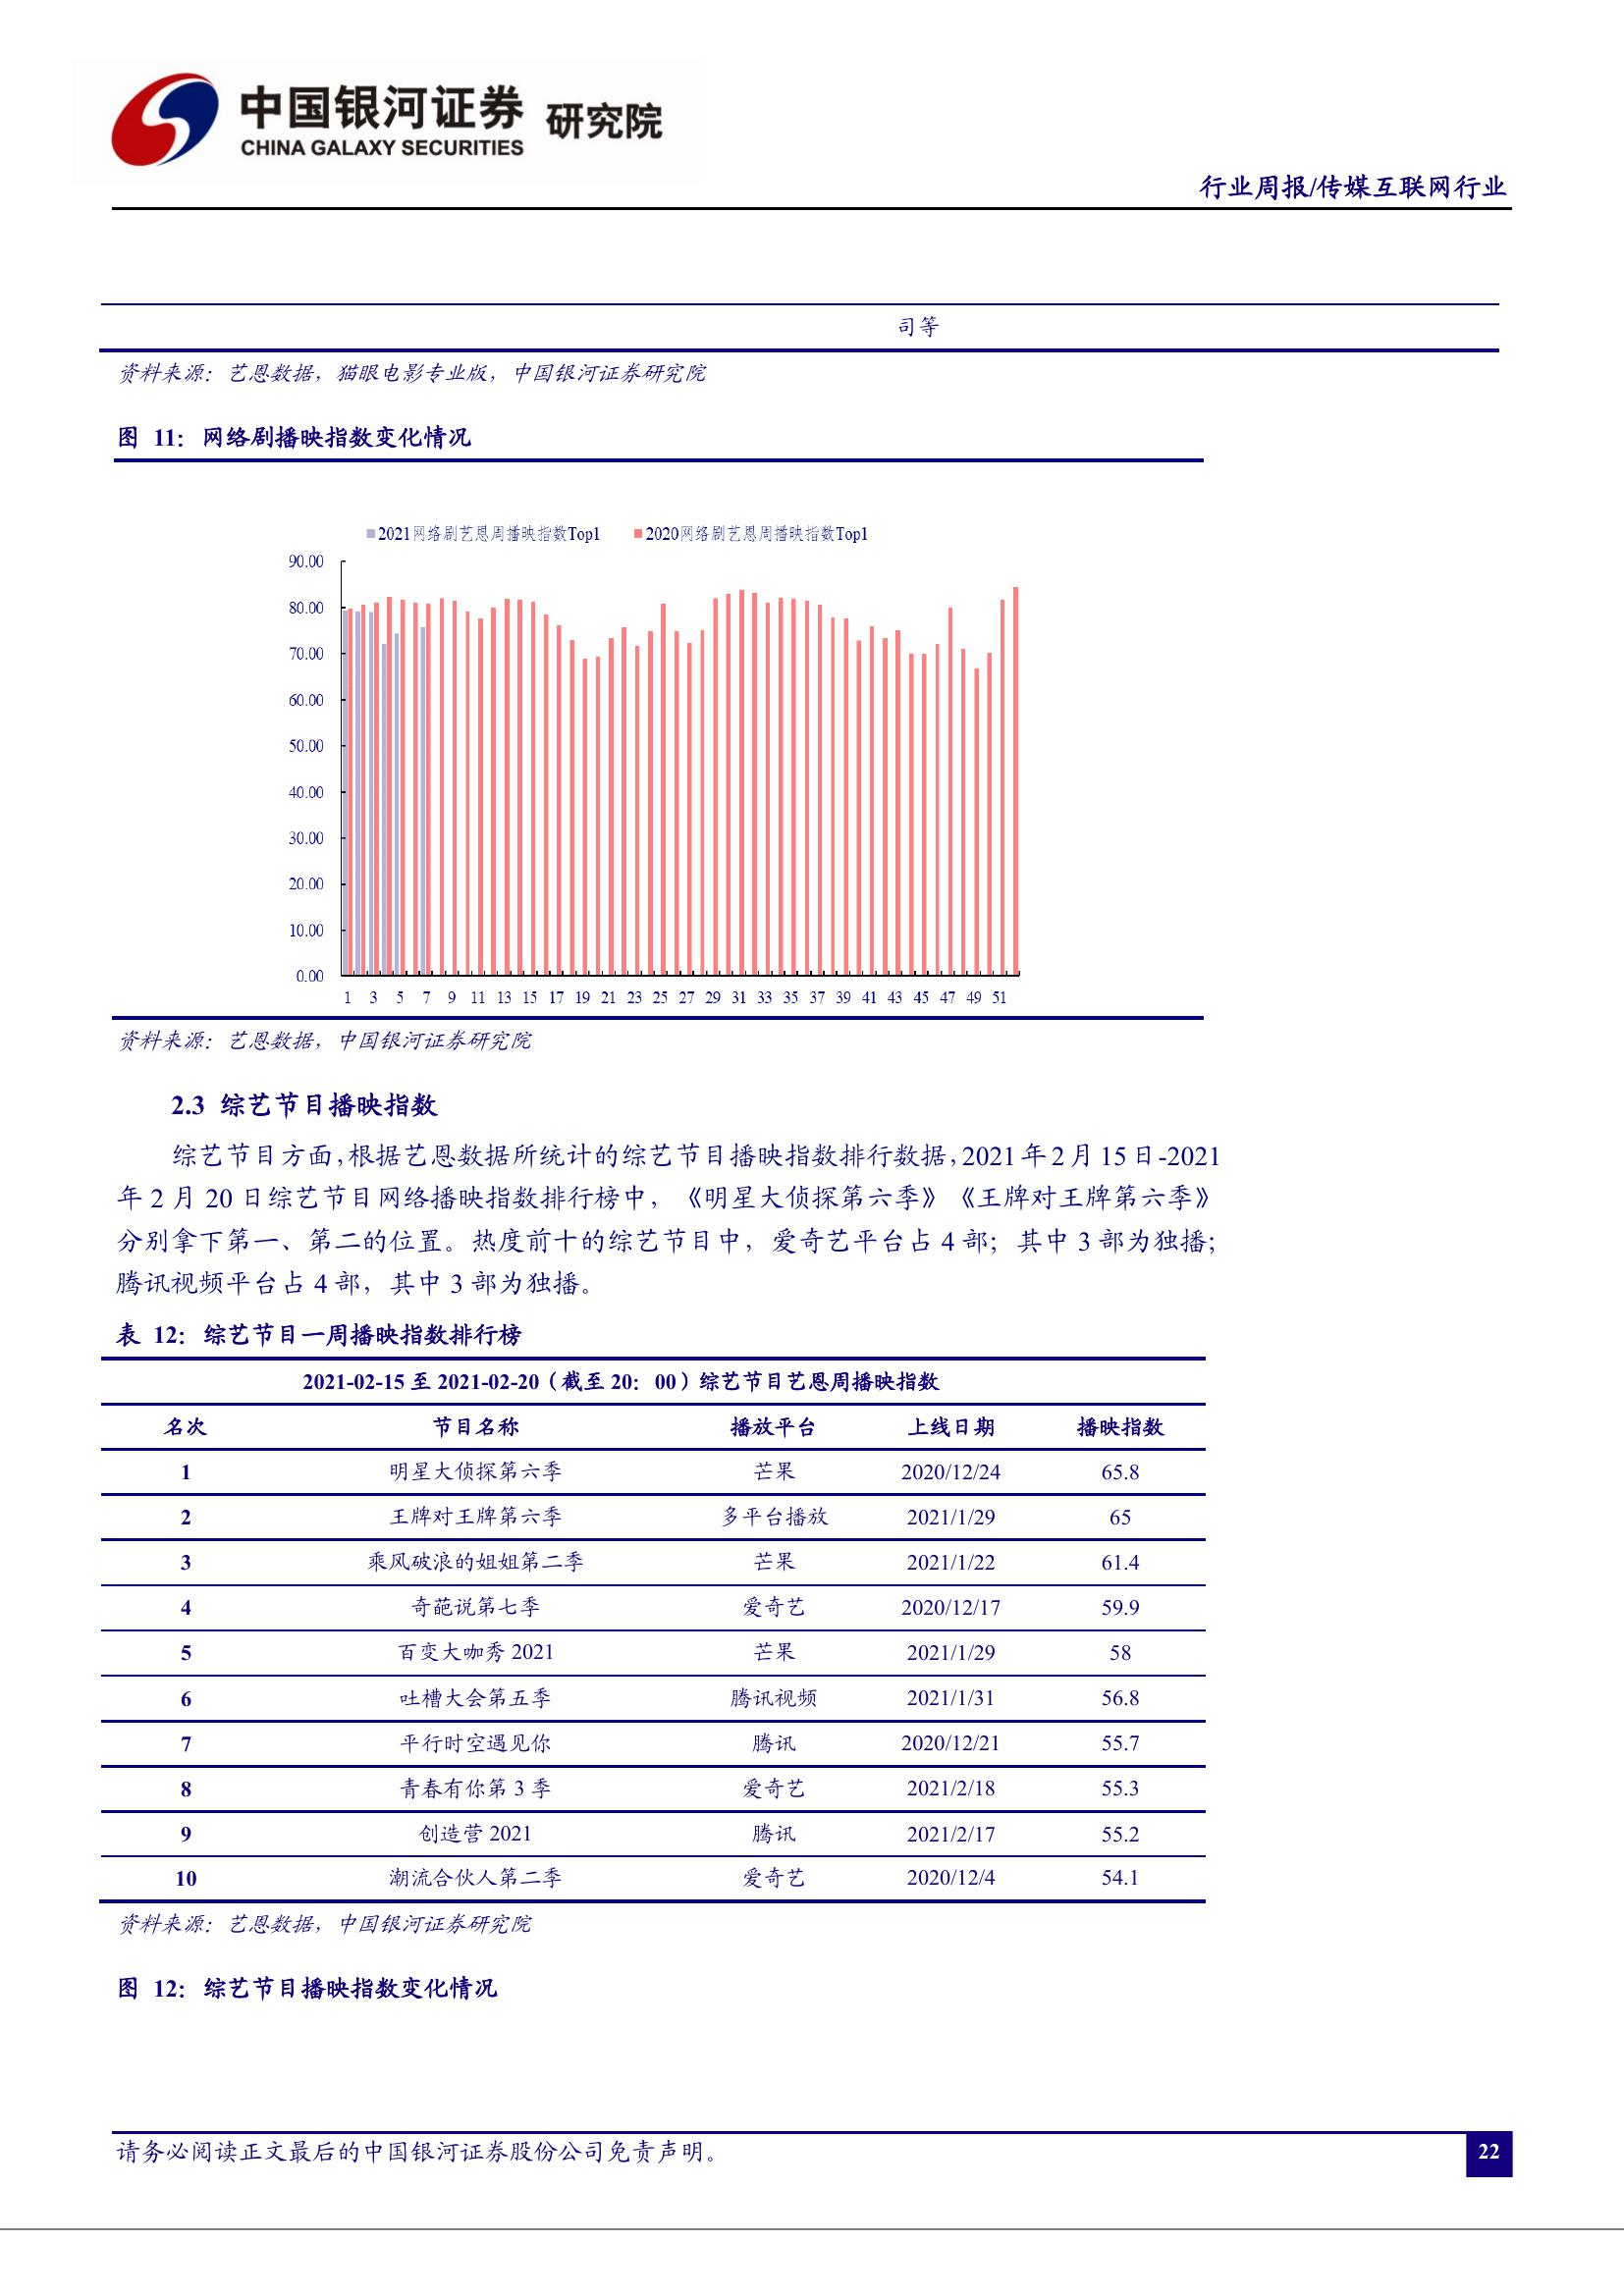 中国银河证券 研究院
CHINA GALAXY SECURITIES
行业周报/传媒互联网行业
司等
资料来源：艺恩数据，猫眼电影专业版，中国银河证券研究院
图 11：网络剧播映指数变化情况
2021网络剧艺恩周播映指数Top1 2020网络剧艺恩周播映指数Top1
90.00
80.00
70.00
60.00
50.00
40.00
30.00
20.00
10.00
0.00
1 3 5 7 9 11 13 15 17 19 21 23 25 27 29 31 33 35 37 39 41 43 45 47 49 51
资料来源：艺恩数据，中国银河证券研究院
2.3 综艺节目播映指数
综艺节目方面，根据艺恩数据所统计的综艺节目播映指数排行数据，2021 年 2 月 15 日-2021
年 2 月 20 日综艺节目网络播映指数排行榜中，《明星大侦探第六季》《王牌对王牌第六季》
分别拿下第一、第二的位置。热度前十的综艺节目中，爱奇艺平台占 4 部；其中 3 部为独播；
腾讯视频平台占 4 部，其中 3 部为独播。
表 12：综艺节目一周播映指数排行榜
2021-02-15 至 2021-02-20（截至 20：00）综艺节目艺恩周播映指数
名次 节目名称 播放平台 上线日期 播映指数
1 明星大侦探第六季 芒果 2020/12/24 65.8
2 王牌对王牌第六季 多平台播放 2021/1/29 65
3 乘风破浪的姐姐第二季 芒果 2021/1/22 61.4
4 奇葩说第七季 爱奇艺 2020/12/17 59.9
5 百变大咖秀 2021 芒果 2021/1/29 58
6 吐槽大会第五季 腾讯视频 2021/1/31 56.8
7 平行时空遇见你 腾讯 2020/12/21 55.7
8 青春有你第 3 季 爱奇艺 2021/2/18 55.3
9 创造营 2021 腾讯 2021/2/17 55.2
10 潮流合伙人第二季 爱奇艺 2020/12/4 54.1
资料来源：艺恩数据，中国银河证券研究院
图 12：综艺节目播映指数变化情况
请务必阅读正文最后的中国银河证券股份公司免责声明。
22